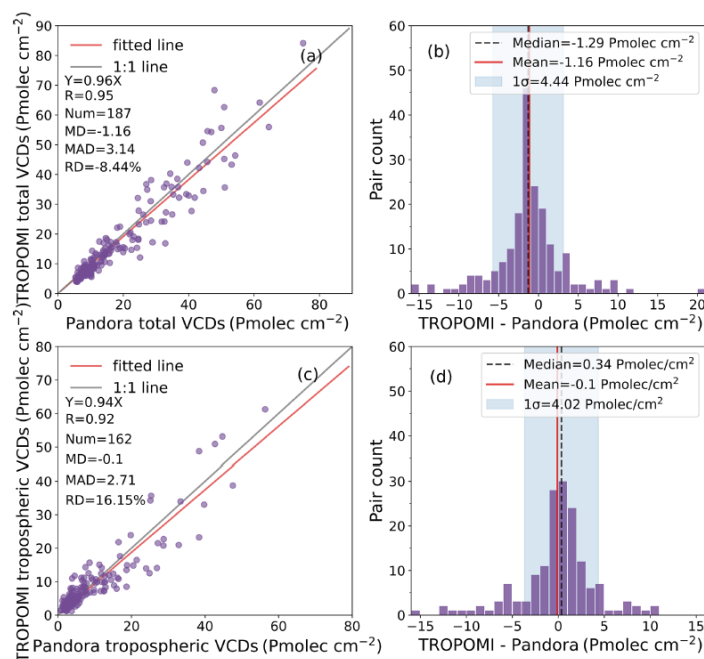 (a)
fitted line
1:1 line
Y=0.96X
R=0.95
Num=187
MD=-1.16
MAD=3.14
RD=-8.44%
90
80
70
60
50
40
30
20
10
0
0 20 40 60 80
TROPOMI total VCDs (Pmolec cm⁻²)
Pandora total VCDs (Pmolec cm⁻²)
(b)
Median=-1.29 Pmolec cm⁻²
Mean=-1.16 Pmolec cm⁻²
1σ=4.44 Pmolec cm⁻²
60
50
40
30
20
10
0
−15 −10 −5 0 5 10 15 20
Pair count
TROPOMI - Pandora (Pmolec cm⁻²)
(c)
fitted line
1:1 line
Y=0.94X
R=0.92
Num=162
MD=-0.1
MAD=2.71
RD=16.15%
80
70
60
50
40
30
20
10
0
0 20 40 60 80
TROPOMI tropospheric VCDs (Pmolec cm⁻²)
Pandora tropospheric VCDs (Pmolec cm⁻²)
(d)
Median=0.34 Pmolec/cm²
Mean=-0.1 Pmolec/cm²
1σ=4.02 Pmolec/cm²
60
50
40
30
20
10
0
−15 −10 −5 0 5 10 15 20
Pair count
TROPOMI - Pandora (Pmolec cm⁻²)